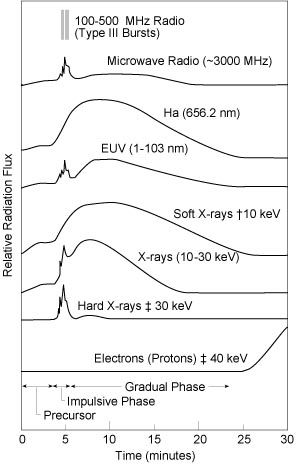 100-500 MHz Radio
(Type III Bursts)
Microwave Radio (~3000 MHz)
Ha (656.2 nm)
EUV (1-103 nm)
Soft X-rays †10 keV
X-rays (10-30 keV)
Hard X-rays ‡ 30 keV
Electrons (Protons) ‡ 40 keV
Gradual Phase
Impulsive Phase
Precursor
0 5 10 15 20 25 30
Time (minutes)
Relative Radiation Flux